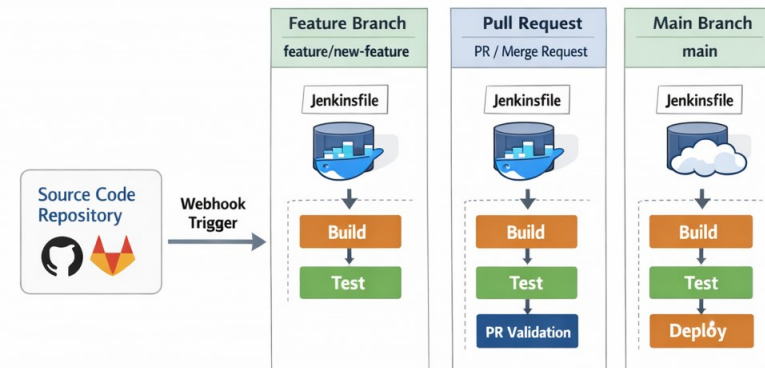 Feature Branch
feature/new-feature
Jenkinsfile
Build
Test
Pull Request
PR / Merge Request
Jenkinsfile
Build
Test
PR Validation
Main Branch
main
Jenkinsfile
Build
Test
Deploy
Source Code
Repository
Webhook
Trigger